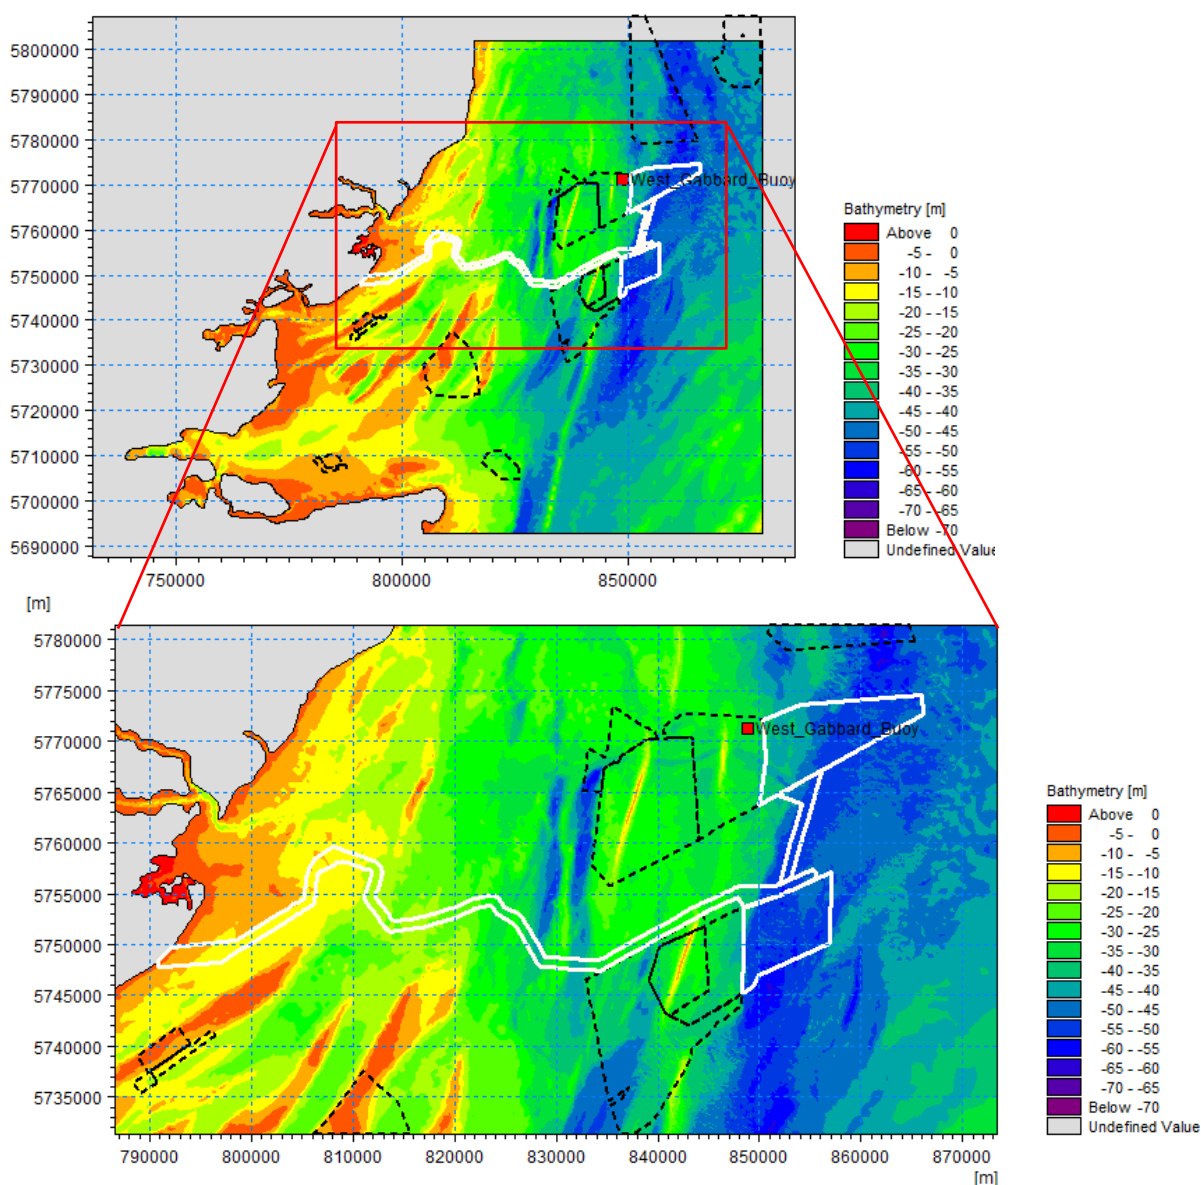 5800000
5790000
5780000
5770000
5760000
5750000
5740000
5730000
5720000
5710000
5700000
5690000
West_Gabbard_Buoy
750000
800000
850000
[m]
Bathymetry [m]
Above 0
-5 - 0
-10 - -5
-15 - -10
-20 - -15
-25 - -20
-30 - -25
-35 - -30
-40 - -35
-45 - -40
-50 - -45
-55 - -50
-60 - -55
-65 - -60
-70 - -65
Below -70
Undefined Value
5780000
5775000
5770000
5765000
5760000
5755000
5750000
5745000
5740000
5735000
West_Gabbard_Buoy
790000
800000
810000
820000
830000
840000
850000
860000
870000
[m]
Bathymetry [m]
Above 0
-5 - 0
-10 - -5
-15 - -10
-20 - -15
-25 - -20
-30 - -25
-35 - -30
-40 - -35
-45 - -40
-50 - -45
-55 - -50
-60 - -55
-65 - -60
-70 - -65
Below -70
Undefined Value